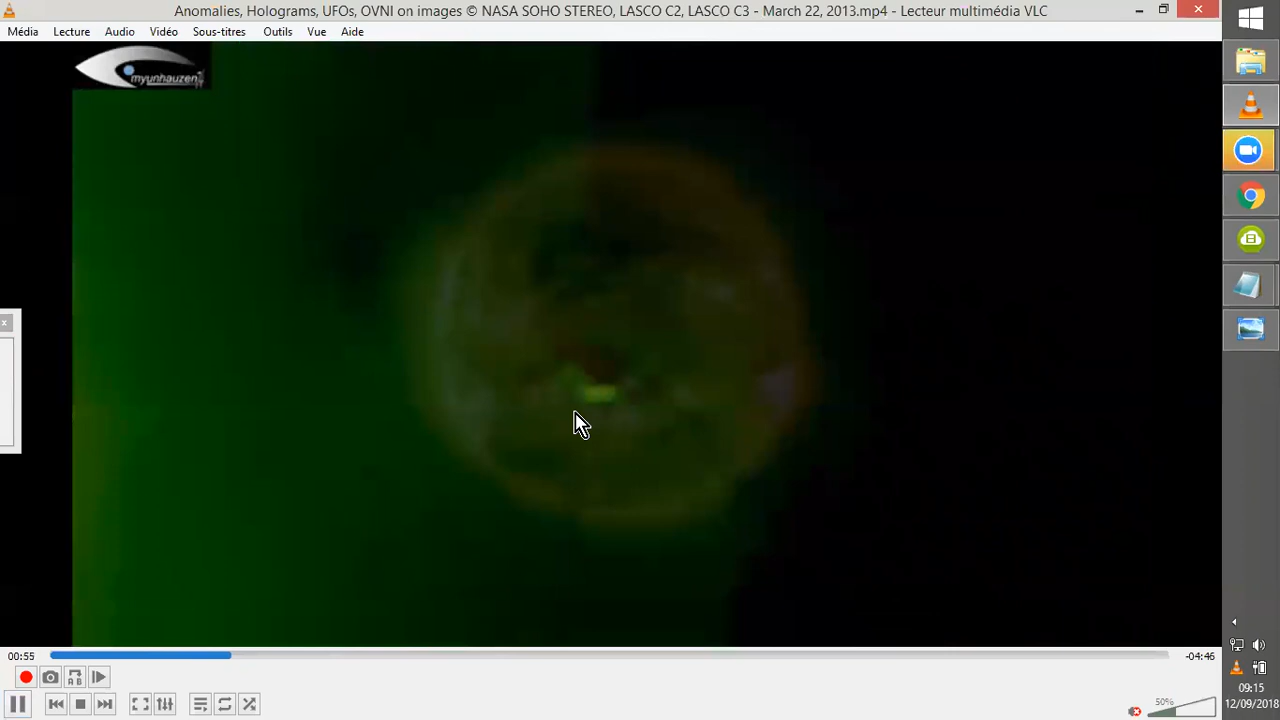 Anomalies, Holograms, UFOs, OVNI on images © NASA SOHO STEREO, LASCO C2, LASCO C3 - March 22, 2013.mp4 - Lecteur multimédia VLC
Média Lecture Audio Vidéo Sous-titres Outils Vue Aide
myunhauzen
00:55
-04:46
50%
09:15
12/09/2018